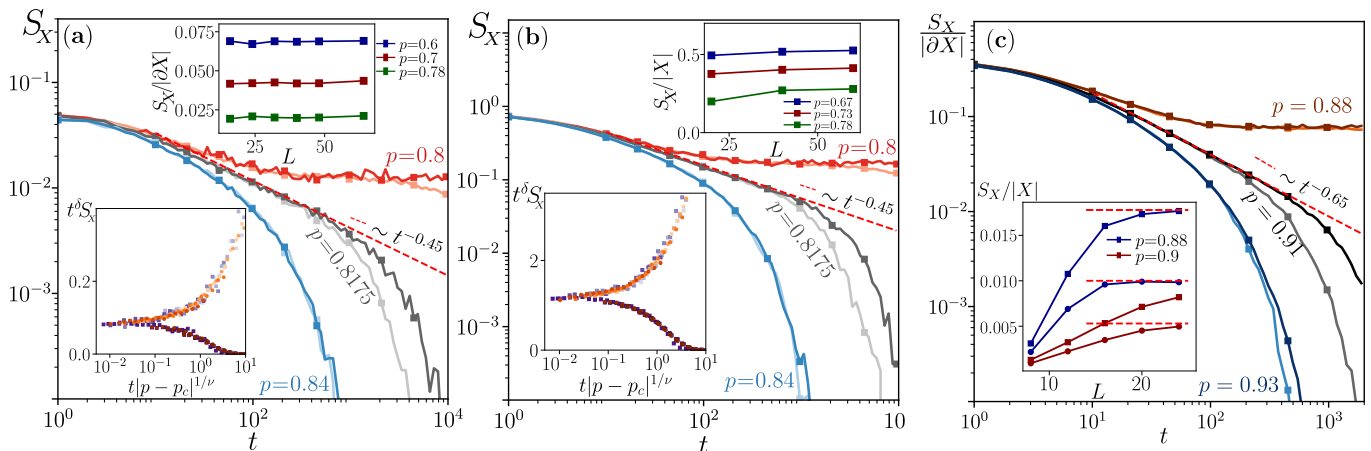 S_X
(a)
10^{-1}
10^{-2}
10^{-3}
10^0
10^2
10^4
t
p=0.8
~ t^{-0.45}
p=0.8175
p=0.84
S_X/|∂X|
0.075
0.050
0.025
25
50
L
p=0.6
p=0.7
p=0.78
t^δ S_X
0.2
0.0
10^{-2}
10^{-1}
10^0
10^1
t|p − p_c|^{1/ν}
S_X
(b)
10^0
10^{-1}
10^{-2}
10^{-3}
10^0
10^2
10
t
p=0.8
~ t^{-0.45}
p=0.8175
p=0.84
S_X/|X|
0.5
0.0
25
50
L
p=0.67
p=0.73
p=0.78
t^δ S_X
2
0
10^{-2}
10^{-1}
10^0
10^1
t|p − p_c|^{1/ν}
S_X
|∂X|
(c)
10^{-1}
10^{-2}
10^{-3}
10^0
10^1
10^2
10^3
t
p = 0.88
~ t^{-0.65}
p = 0.91
p = 0.93
S_X/|X|
0.015
0.010
0.005
10
20
L
p=0.88
p=0.9